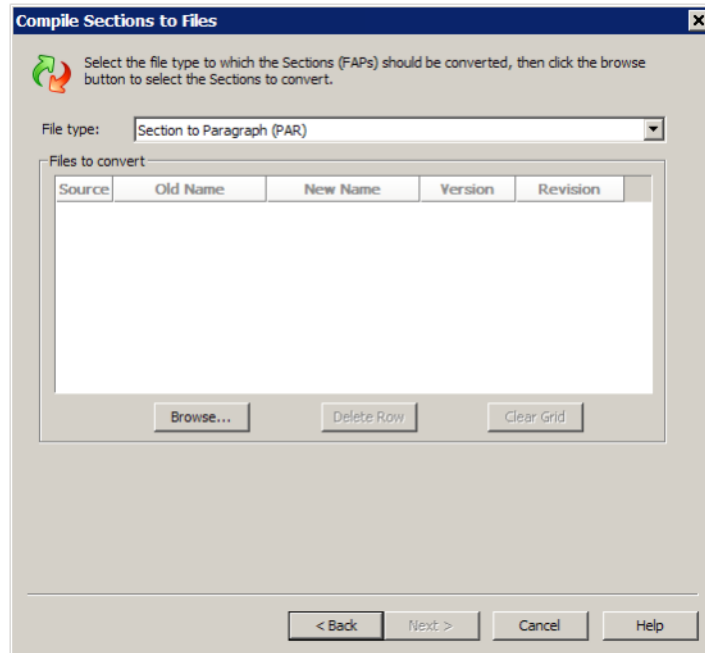 Compile Sections to Files
Select the file type to which the Sections (FAPs) should be converted, then click the browse
button to select the Sections to convert.
File type: Section to Paragraph (PAR)
Files to convert
Source Old Name New Name Version Revision
Browse... Delete Row Clear Grid
< Back Next > Cancel Help